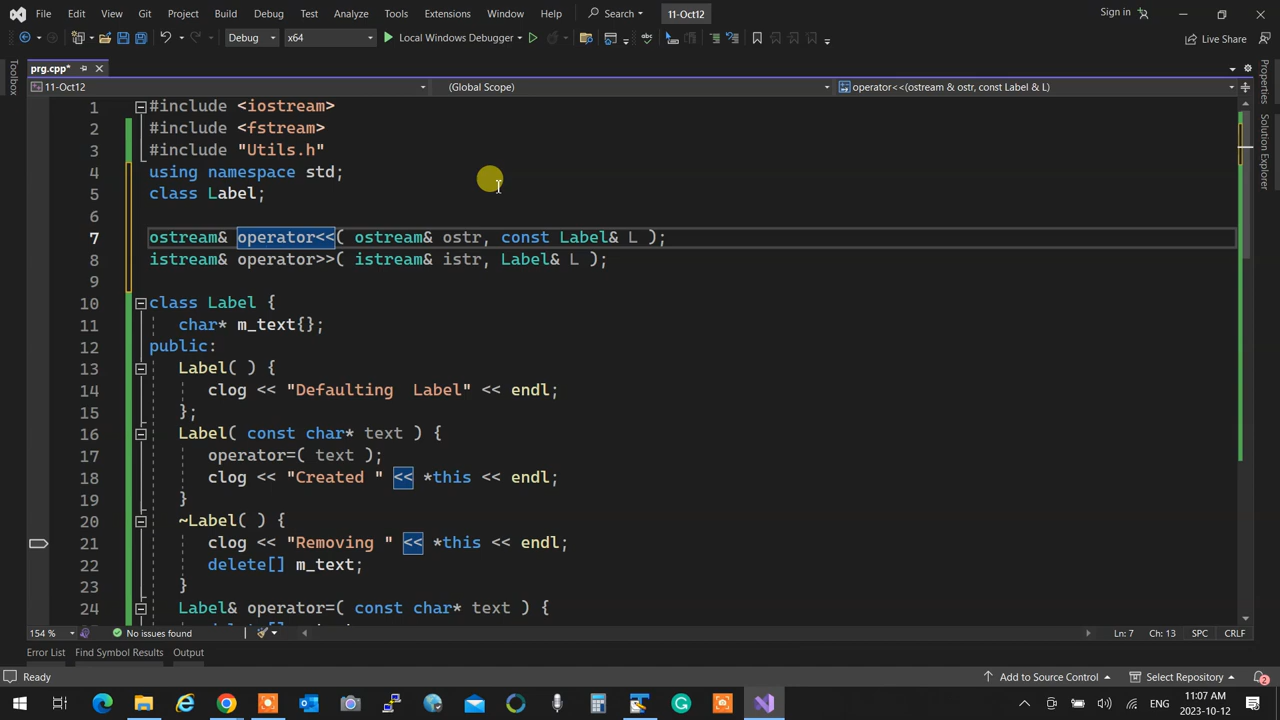 File Edit View Git Project Build Debug Test Analyze Tools Extensions Window Help Search 11-Oct12 Sign in
Debug x64 Local Windows Debugger Live Share
prg.cpp*
11-Oct12 (Global Scope) operator<<(ostream & ostr, const Label & L)
Toolbox
Properties
Solution Explorer
1 #include <iostream>
2 #include <fstream>
3 #include "Utils.h"
4 using namespace std;
5 class Label;
6
7 ostream& operator<<( ostream& ostr, const Label& L );
8 istream& operator>>( istream& istr, Label& L );
9
10 class Label {
11 char* m_text{};
12 public:
13 Label( ) {
14 clog << "Defaulting  Label" << endl;
15 };
16 Label( const char* text ) {
17 operator=( text );
18 clog << "Created " << *this << endl;
19 }
20 ~Label( ) {
21 clog << "Removing " << *this << endl;
22 delete[] m_text;
23 }
24 Label& operator=( const char* text ) {
154 % No issues found Ln: 7 Ch: 13 SPC CRLF
Error List Find Symbol Results Output
Ready Add to Source Control Select Repository 2
ENG 11:07 AM
2023-10-12